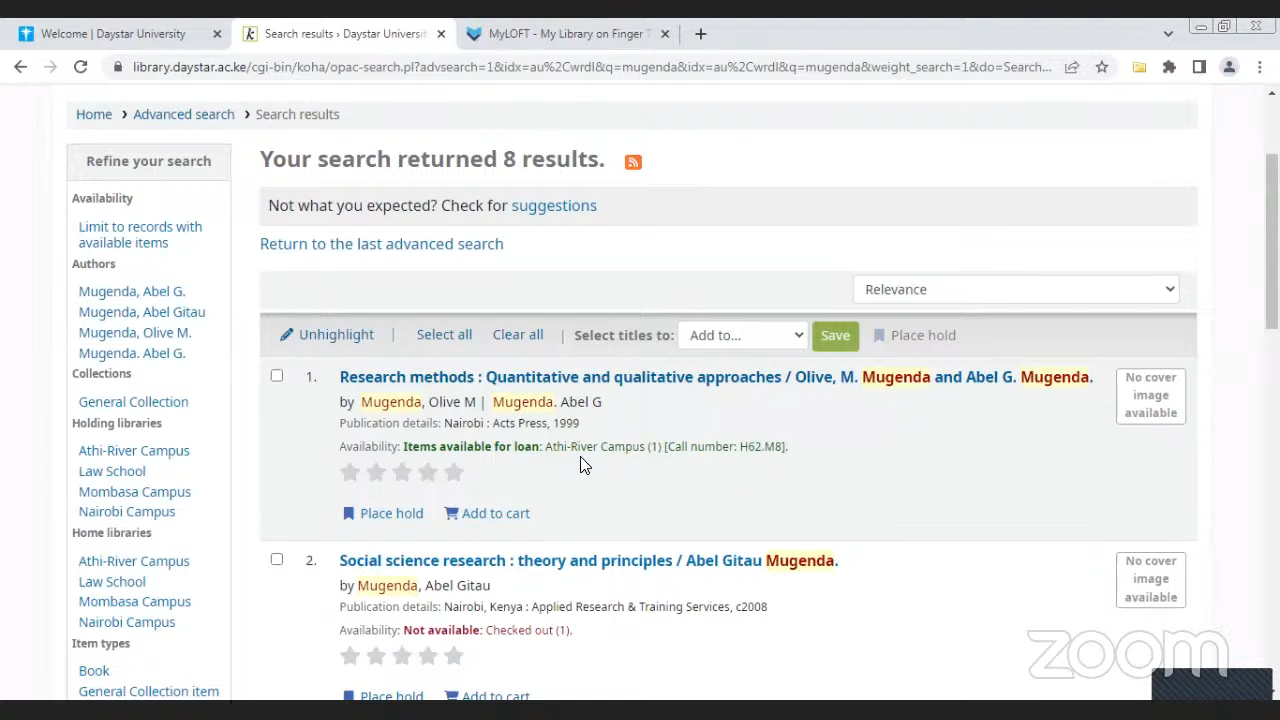 Welcome | Daystar University
Search results › Daystar Universit
MyLOFT - My Library on Finger T
library.daystar.ac.ke/cgi-bin/koha/opac-search.pl?advsearch=1&idx=au%2Cwrdl&q=mugenda&idx=au%2Cwrdl&q=mugenda&weight_search=1&do=Search...
Home › Advanced search › Search results
Refine your search
Availability
Limit to records with
available items
Authors
Mugenda, Abel G.
Mugenda, Abel Gitau
Mugenda, Olive M.
Mugenda. Abel G.
Collections
General Collection
Holding libraries
Athi-River Campus
Law School
Mombasa Campus
Nairobi Campus
Home libraries
Athi-River Campus
Law School
Mombasa Campus
Nairobi Campus
Item types
Book
General Collection item
Your search returned 8 results.
Not what you expected? Check for suggestions
Return to the last advanced search
Relevance
Unhighlight | Select all Clear all | Select titles to: Add to... Save Place hold
1. Research methods : Quantitative and qualitative approaches / Olive, M. Mugenda and Abel G. Mugenda.
by Mugenda, Olive M | Mugenda. Abel G
Publication details: Nairobi : Acts Press, 1999
Availability: Items available for loan: Athi-River Campus (1) [Call number: H62.M8].
Place hold Add to cart
No cover
image
available
2. Social science research : theory and principles / Abel Gitau Mugenda.
by Mugenda, Abel Gitau
Publication details: Nairobi, Kenya : Applied Research & Training Services, c2008
Availability: Not available: Checked out (1).
Place hold Add to cart
No cover
image
available
zoom